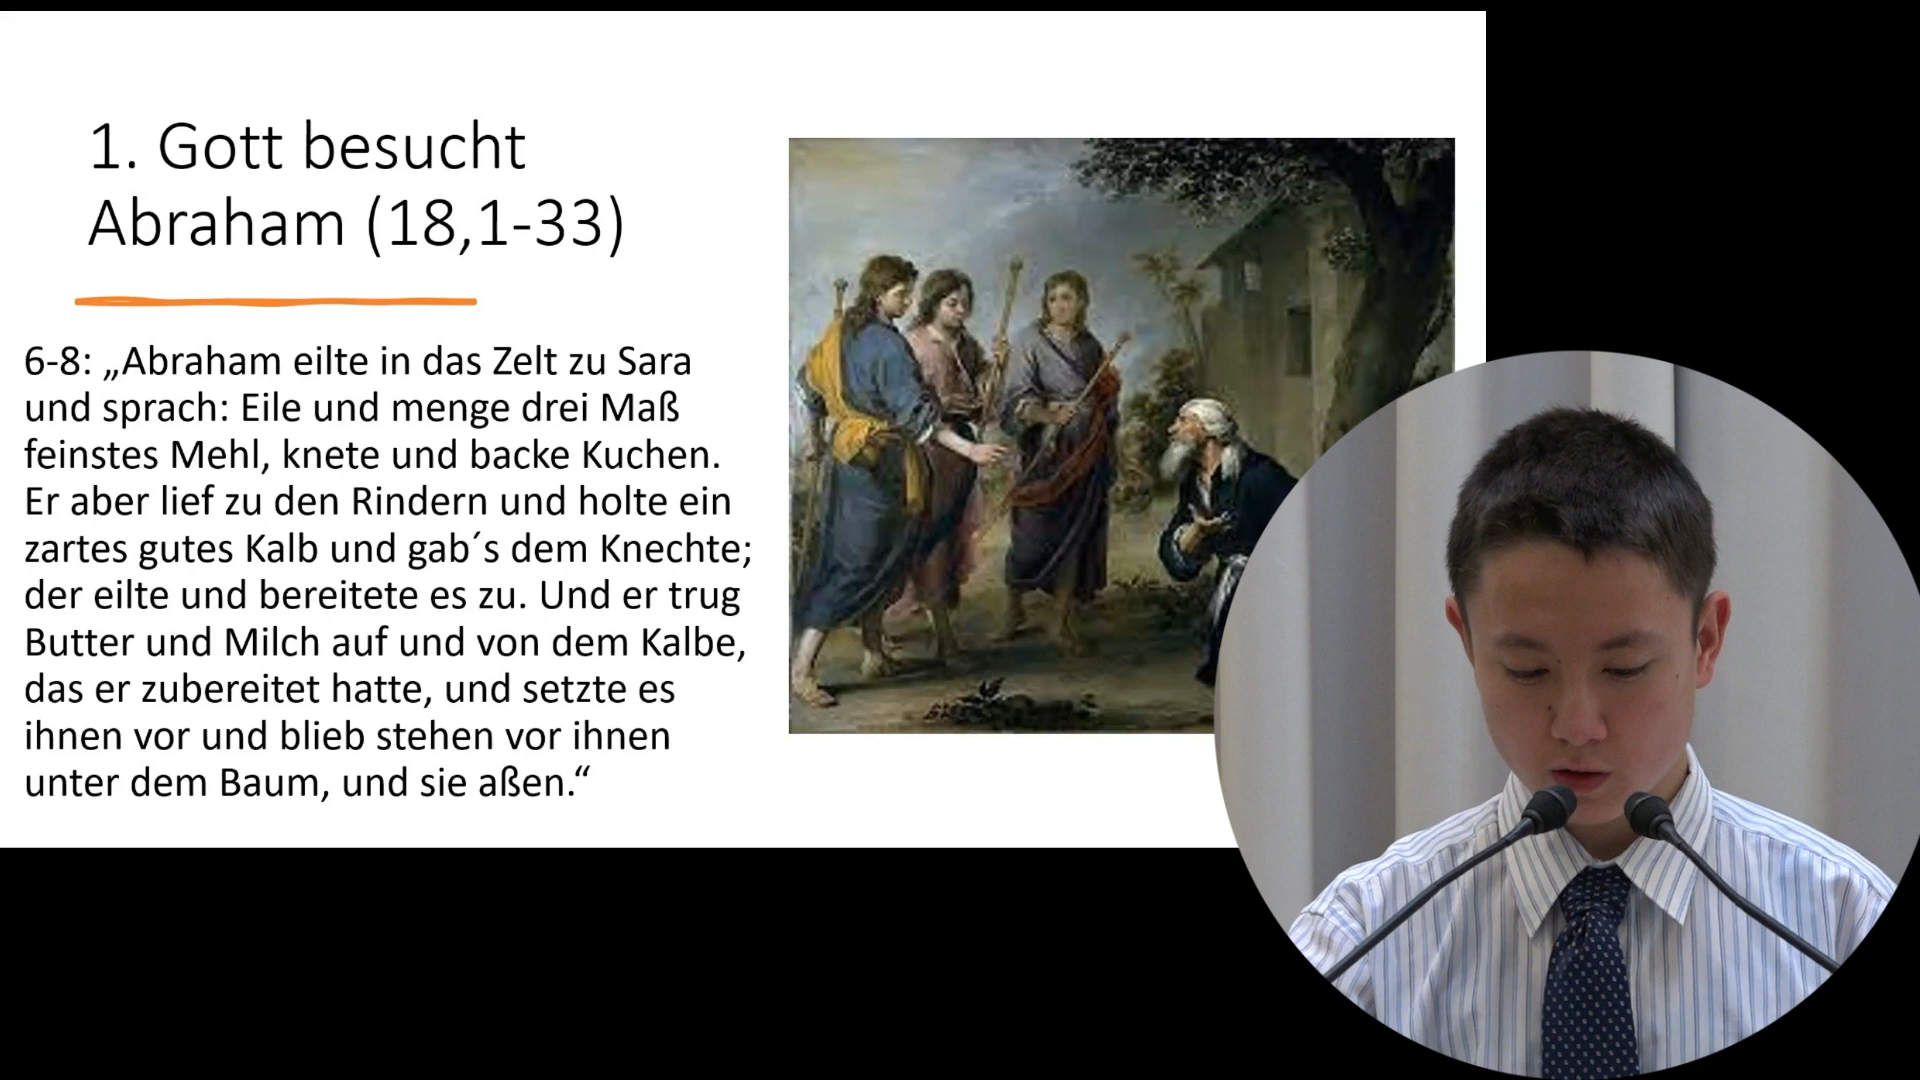 1. Gott besucht
Abraham (18,1-33)
6-8: „Abraham eilte in das Zelt zu Sara
und sprach: Eile und menge drei Maß
feinstes Mehl, knete und backe Kuchen.
Er aber lief zu den Rindern und holte ein
zartes gutes Kalb und gab´s dem Knechte;
der eilte und bereitete es zu. Und er trug
Butter und Milch auf und von dem Kalbe,
das er zubereitet hatte, und setzte es
ihnen vor und blieb stehen vor ihnen
unter dem Baum, und sie aßen.“